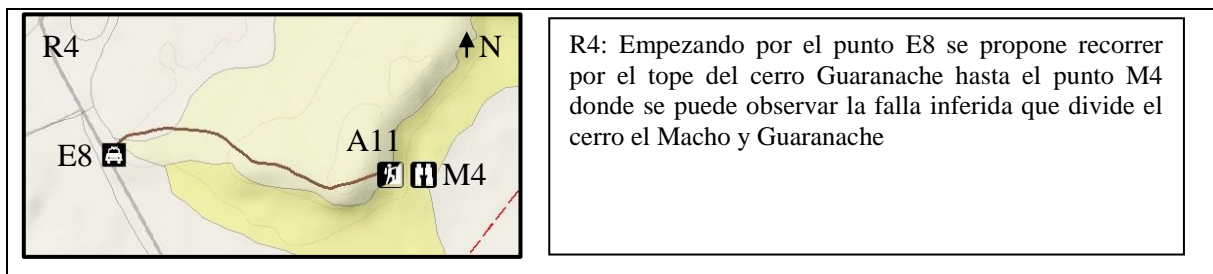 R4
N
A11
E8
M4
R4: Empezando por el punto E8 se propone recorrer
por el tope del cerro Guaranache hasta el punto M4
donde se puede observar la falla inferida que divide el
cerro el Macho y Guaranache